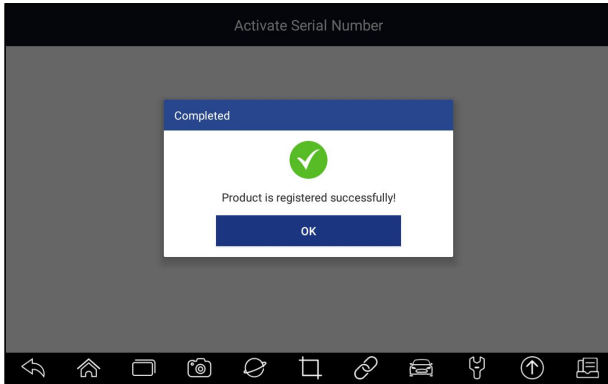 Activate Serial Number
Completed
Product is registered successfully!
OK